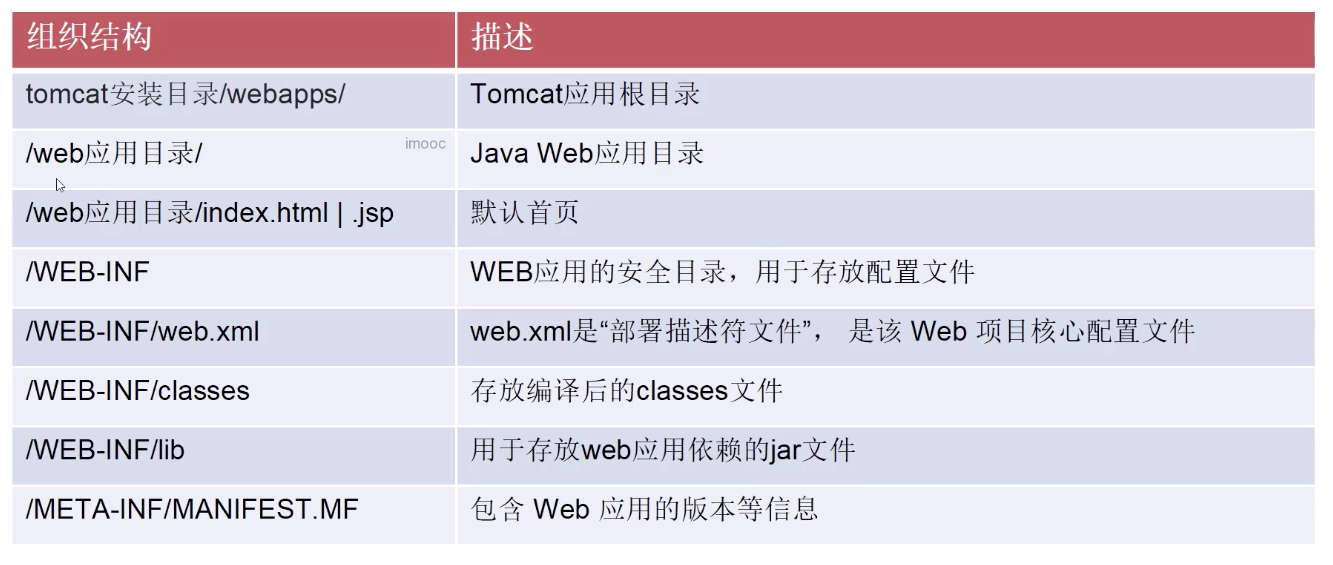 组织结构 描述
tomcat安装目录/webapps/ Tomcat应用根目录
/web应用目录/ imooc Java Web应用目录
/web应用目录/index.html | .jsp 默认首页
/WEB-INF WEB应用的安全目录，用于存放配置文件
/WEB-INF/web.xml web.xml是“部署描述符文件”， 是该 Web 项目核心配置文件
/WEB-INF/classes 存放编译后的classes文件
/WEB-INF/lib 用于存放web应用依赖的jar文件
/META-INF/MANIFEST.MF 包含 Web 应用的版本等信息